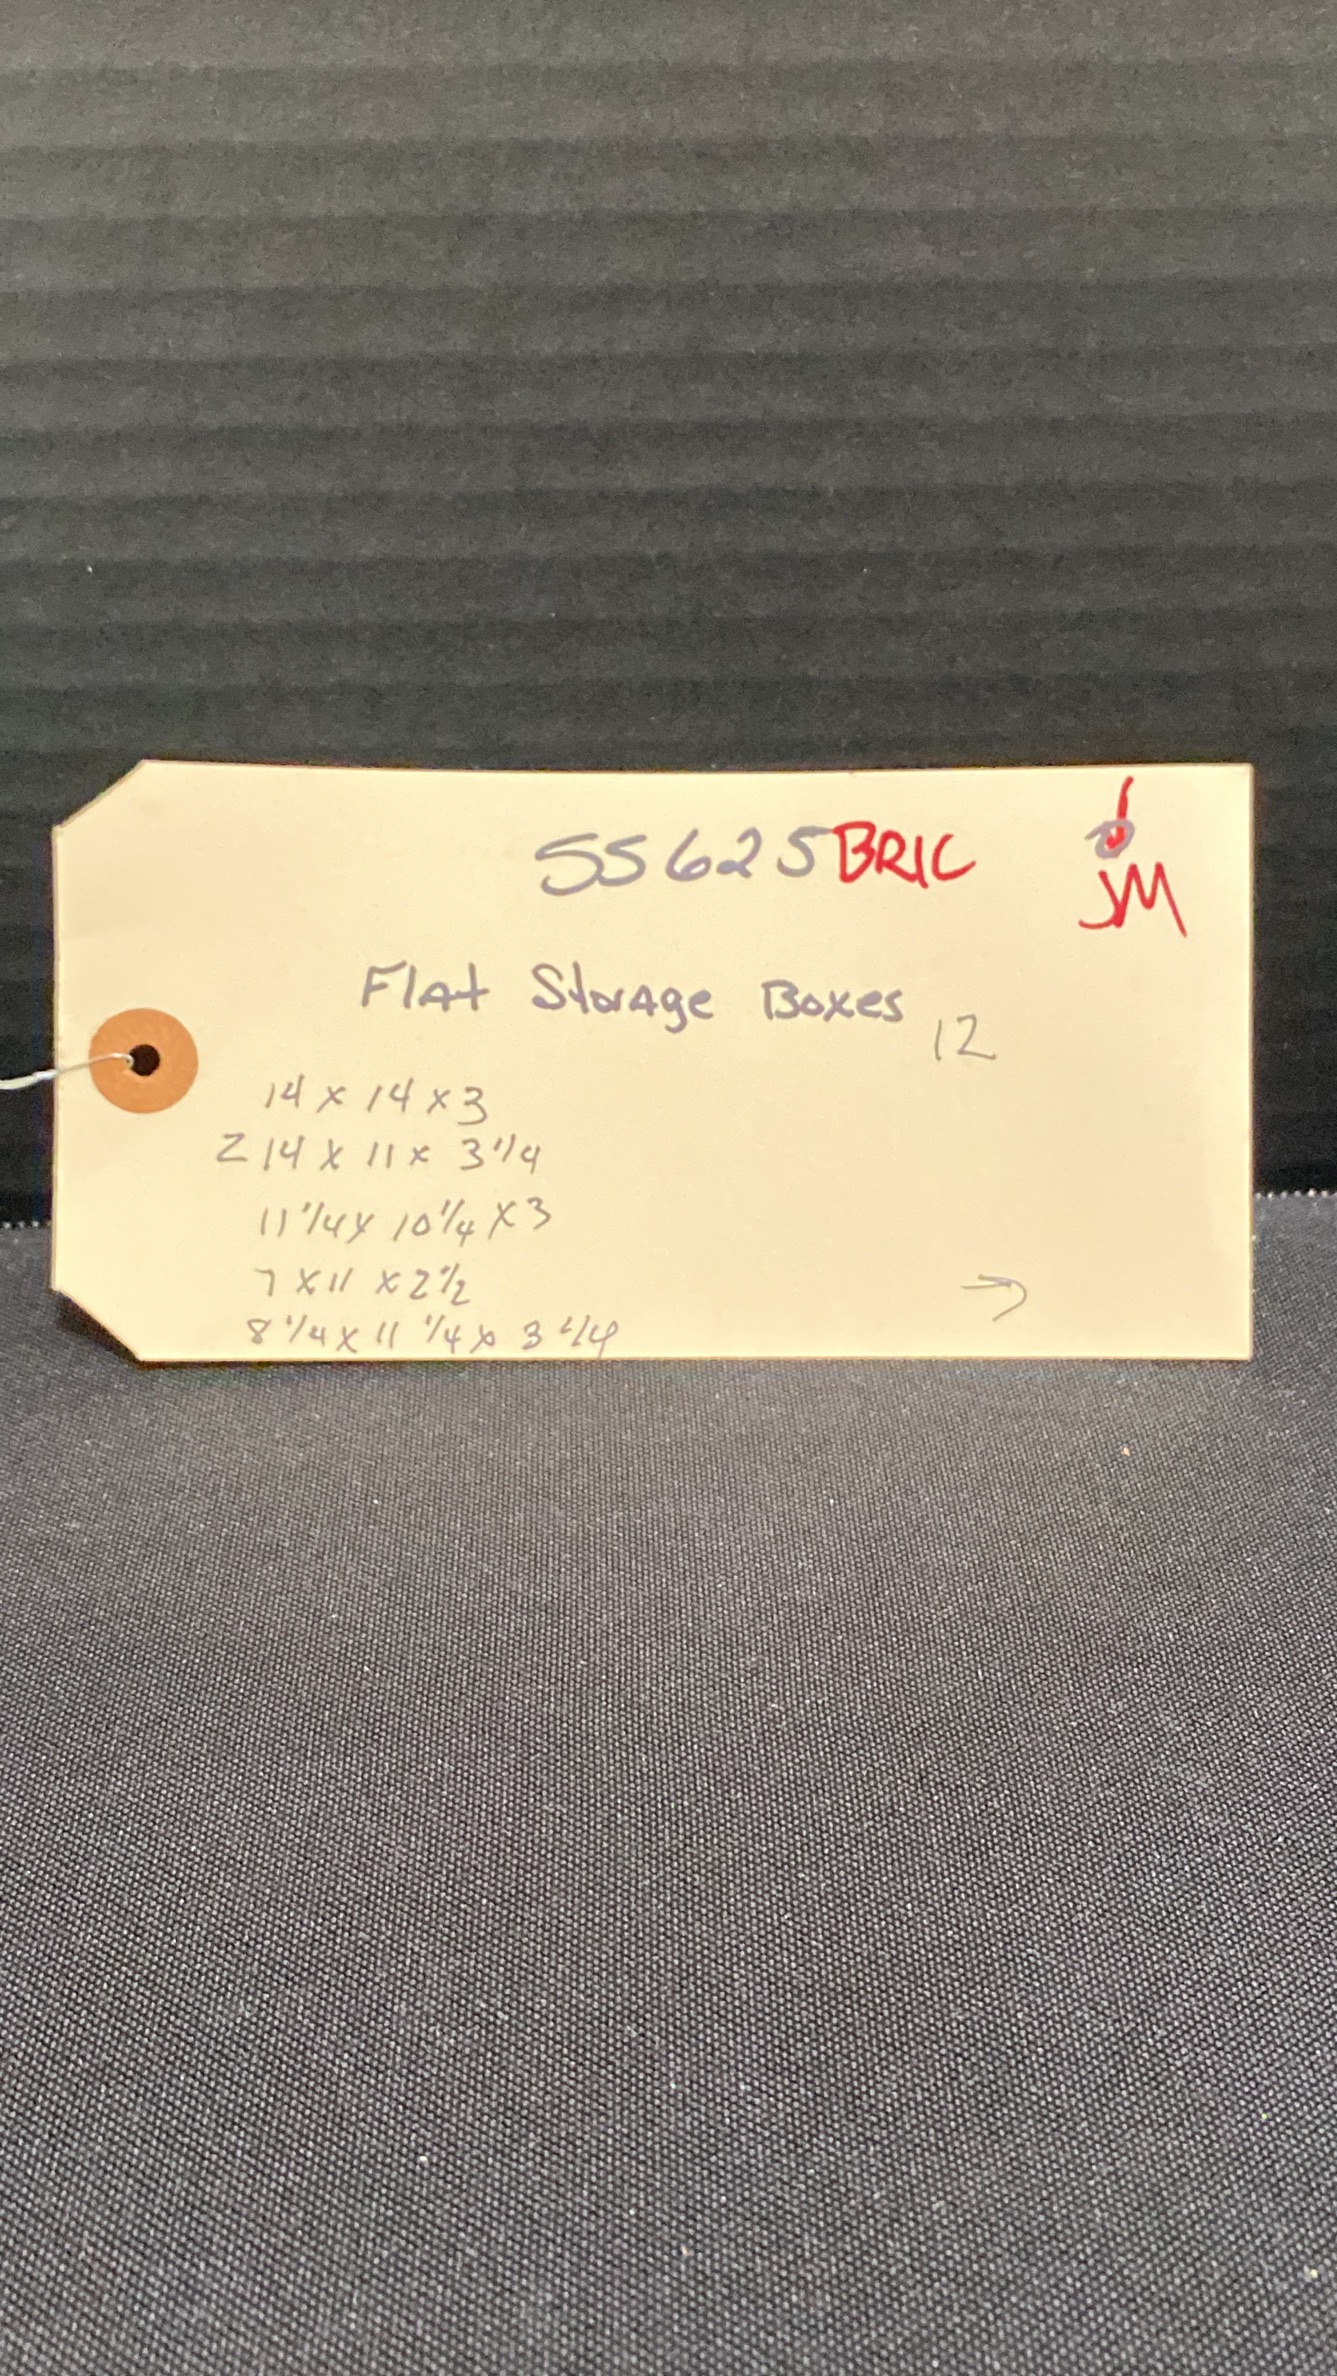 55625BRIC
JM
Flat Storage Boxes 12
14 x 14 x 3
2 14 x 11 x 3 1/4
11 1/4 x 10 1/4 x 3
7 x 11 x 2 1/2
8 1/4 x 11 1/4 x 3 1/4
→